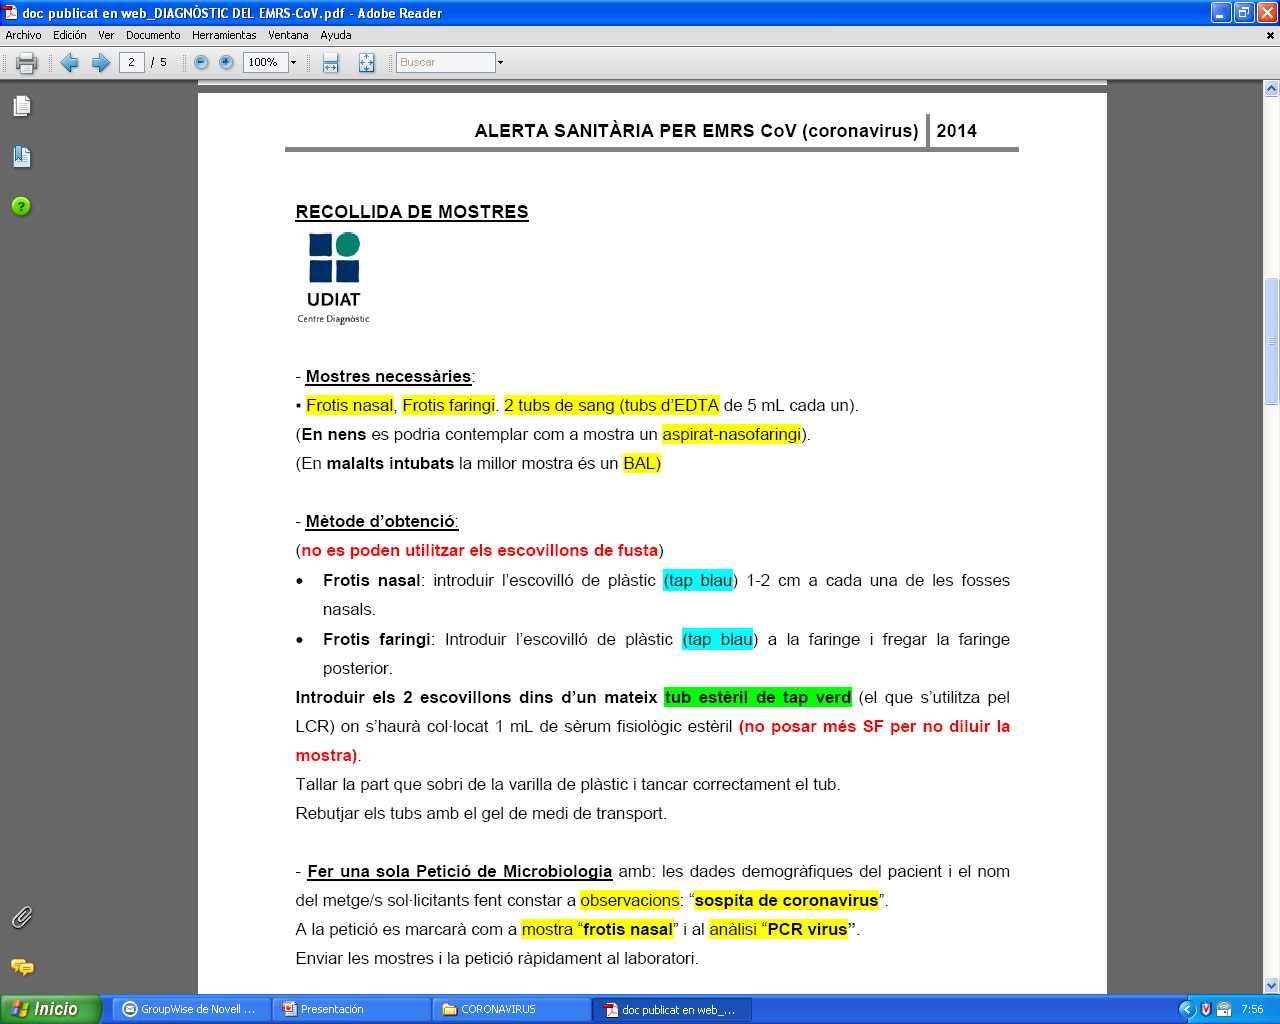 doc publicat en web_DIAGNÒSTIC DEL EMRS-CoV.pdf - Adobe Reader
Archivo Edición Ver Documento Herramientas Ventana Ayuda
2 / 5 100% Buscar
ALERTA SANITÀRIA PER EMRS CoV (coronavirus) 2014
RECOLLIDA DE MOSTRES
UDIAT
Centre Diagnòstic
- Mostres necessàries:
▪ Frotis nasal, Frotis faringi. 2 tubs de sang (tubs d’EDTA de 5 mL cada un).
(En nens es podria contemplar com a mostra un aspirat-nasofaringi).
(En malalts intubats la millor mostra és un BAL)
- Mètode d’obtenció:
(no es poden utilitzar els escovillons de fusta)
• Frotis nasal: introduir l’escovilló de plàstic (tap blau) 1-2 cm a cada una de les fosses
nasals.
• Frotis faringi: Introduir l’escovilló de plàstic (tap blau) a la faringe i fregar la faringe
posterior.
Introduir els 2 escovillons dins d’un mateix tub estèril de tap verd (el que s’utilitza pel
LCR) on s’haurà col·locat 1 mL de sèrum fisiològic estèril (no posar més SF per no diluir la
mostra).
Tallar la part que sobri de la varilla de plàstic i tancar correctament el tub.
Rebutjar els tubs amb el gel de medi de transport.
- Fer una sola Petició de Microbiologia amb: les dades demogràfiques del pacient i el nom
del metge/s sol·licitants fent constar a observacions: “sospita de coronavirus”.
A la petició es marcarà com a mostra “frotis nasal” i al anàlisi “PCR virus”.
Enviar les mostres i la petició ràpidament al laboratori.
Inicio GroupWise de Novell ... Presentación CORONAVIRUS doc publicat en web_... 7:56